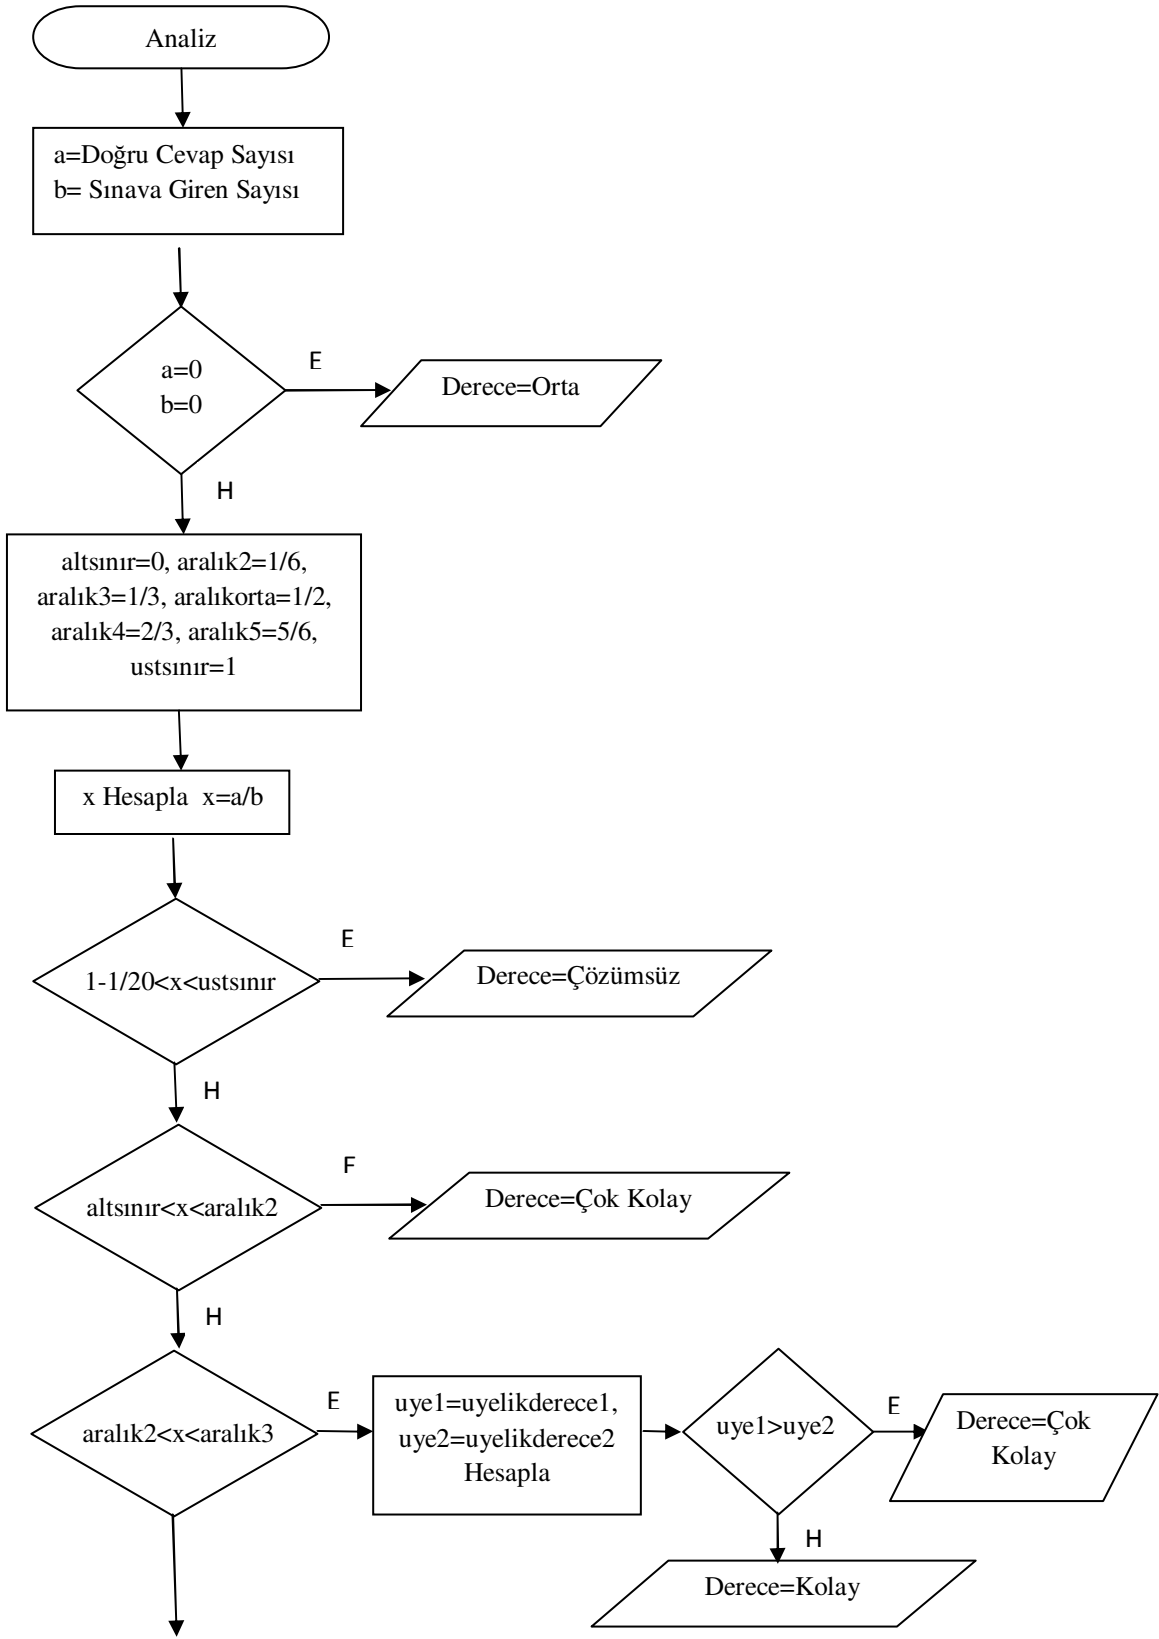 Analiz
a=Doğru Cevap Sayısı
b= Sınava Giren Sayısı
a=0
b=0
E
Derece=Orta
H
altsınır=0, aralık2=1/6,
aralık3=1/3, aralıkorta=1/2,
aralık4=2/3, aralık5=5/6,
ustsınır=1
x Hesapla x=a/b
1-1/20<x<ustsınır
E
Derece=Çözümsüz
H
altsınır<x<aralık2
F
Derece=Çok Kolay
H
aralık2<x<aralık3
E
uye1=uyelikderece1,
uye2=uyelikderece2
Hesapla
uye1>uye2
E
Derece=Çok
Kolay
H
Derece=Kolay